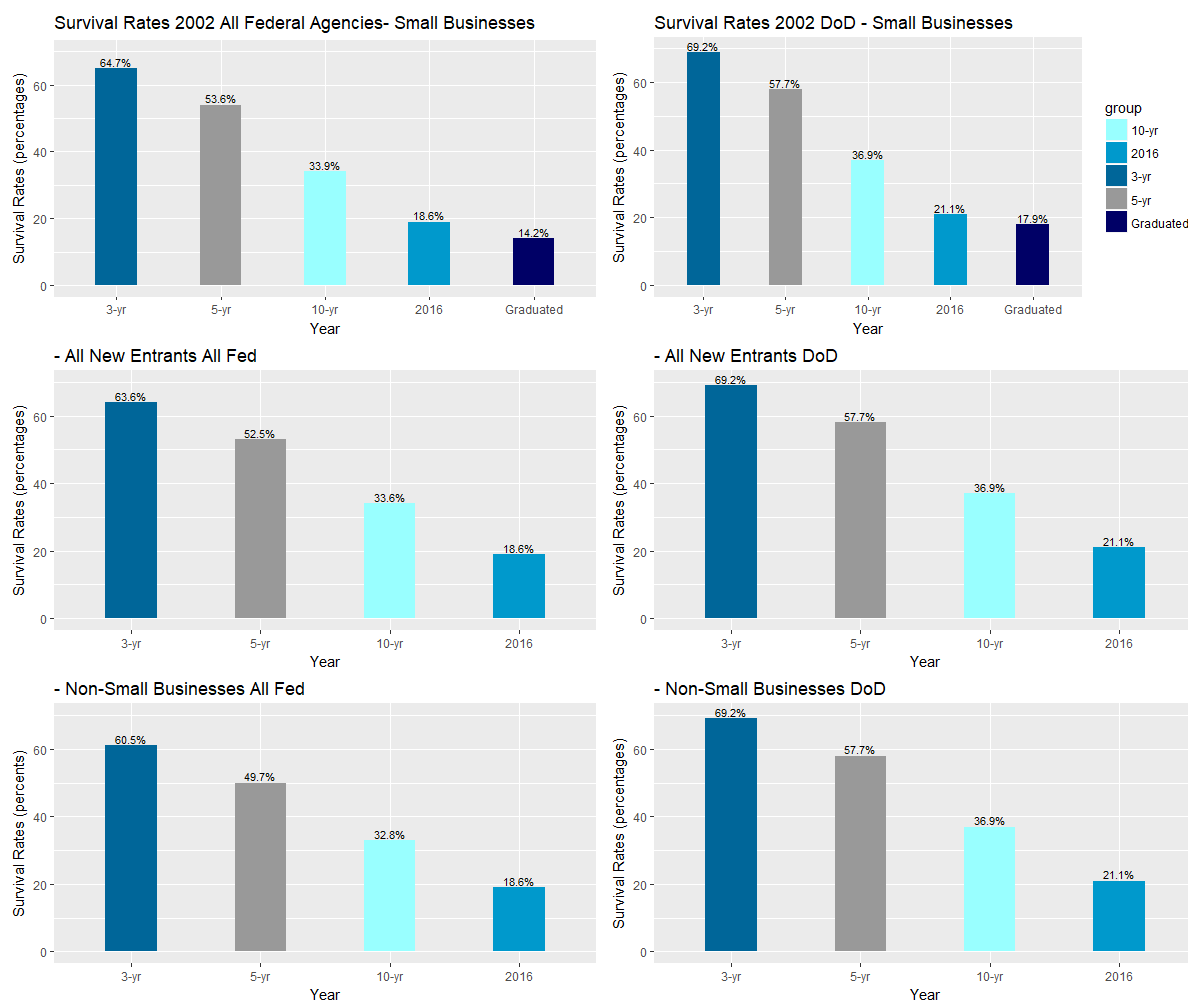 Survival Rates 2002 All Federal Agencies- Small Businesses
Survival Rates (percentages)
60
40
20
0
64.7%
53.6%
33.9%
18.6%
14.2%
3-yr 5-yr 10-yr 2016 Graduated
Year
Survival Rates 2002 DoD - Small Businesses
Survival Rates (percentages)
60
40
20
0
69.2%
57.7%
36.9%
21.1%
17.9%
3-yr 5-yr 10-yr 2016 Graduated
Year
group
10-yr
2016
3-yr
5-yr
Graduated
- All New Entrants All Fed
Survival Rates (percentages)
60
40
20
0
63.6%
52.5%
33.6%
18.6%
3-yr 5-yr 10-yr 2016
Year
- All New Entrants DoD
Survival Rates (percentages)
60
40
20
0
69.2%
57.7%
36.9%
21.1%
3-yr 5-yr 10-yr 2016
Year
- Non-Small Businesses All Fed
Survival Rates (percents)
60
40
20
0
60.5%
49.7%
32.8%
18.6%
3-yr 5-yr 10-yr 2016
Year
- Non-Small Businesses DoD
Survival Rates (percentages)
60
40
20
0
69.2%
57.7%
36.9%
21.1%
3-yr 5-yr 10-yr 2016
Year